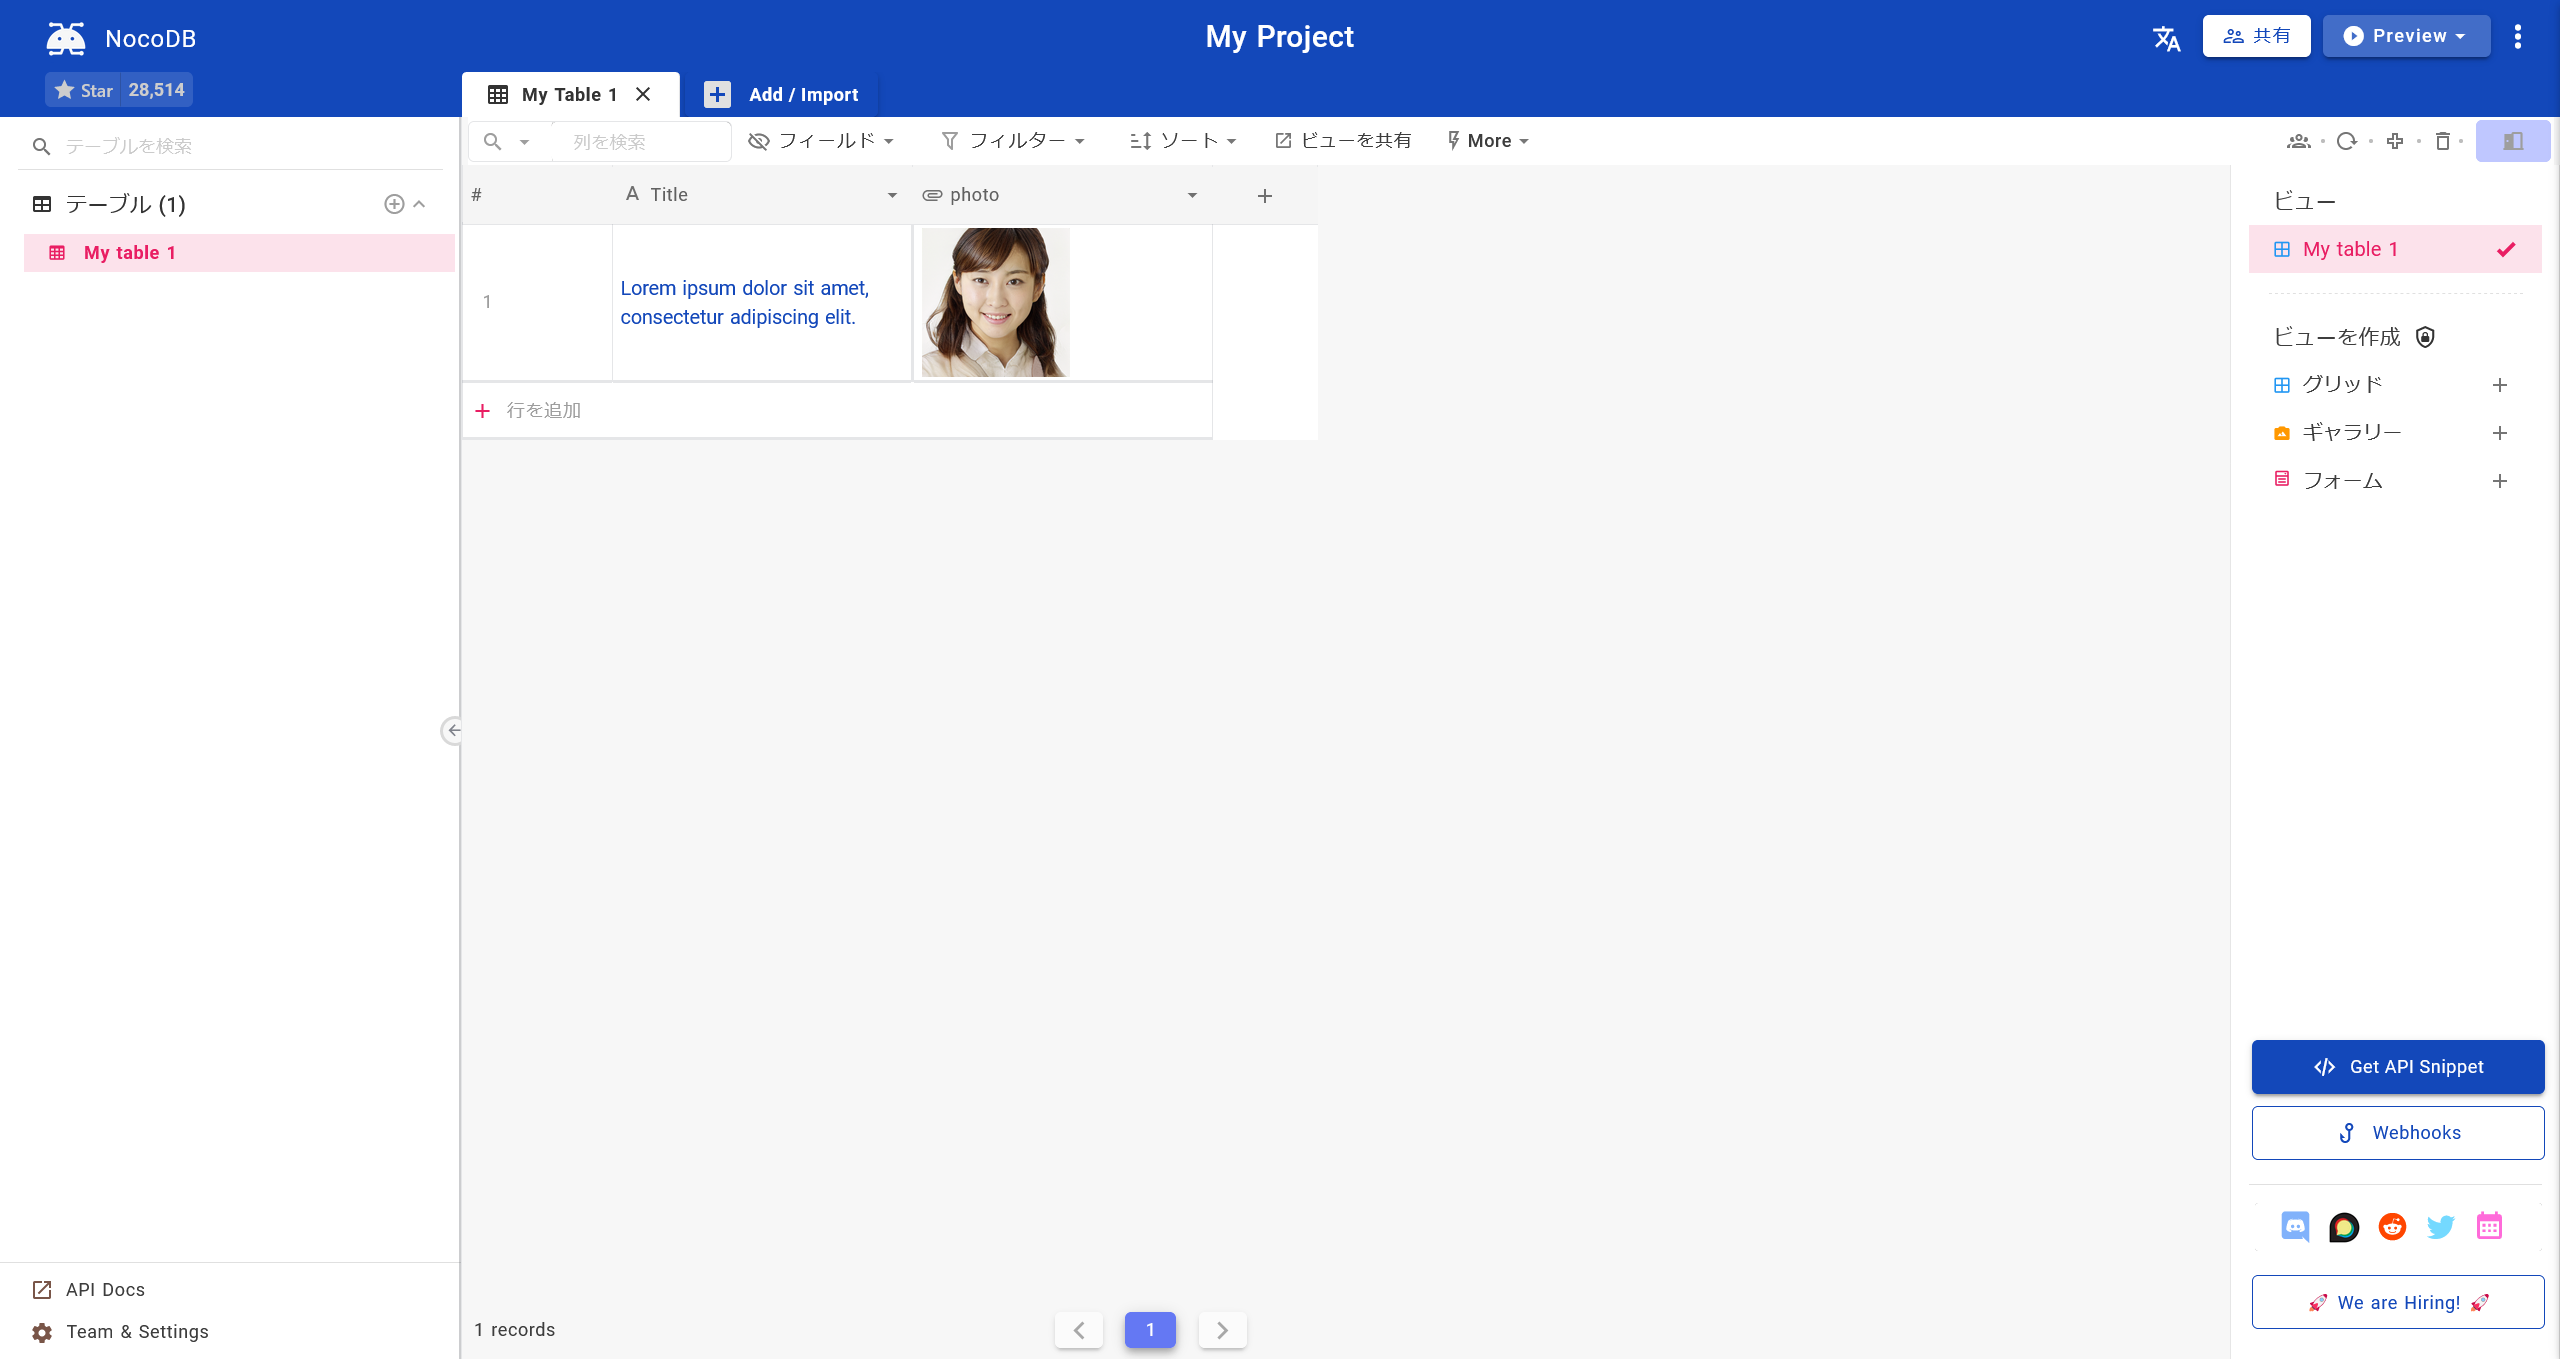 NocoDB
Star 28,514
My Project
共有
Preview
My Table 1
Add / Import
テーブルを検索
列を検索
フィールド
フィルター
ソート
ビューを共有
More
テーブル (1)
My table 1
# Title photo
1
Lorem ipsum dolor sit amet,
consectetur adipiscing elit.
行を追加
ビュー
My table 1
ビューを作成
グリッド
ギャラリー
フォーム
Get API Snippet
Webhooks
We are Hiring!
API Docs
Team & Settings
1 records
1